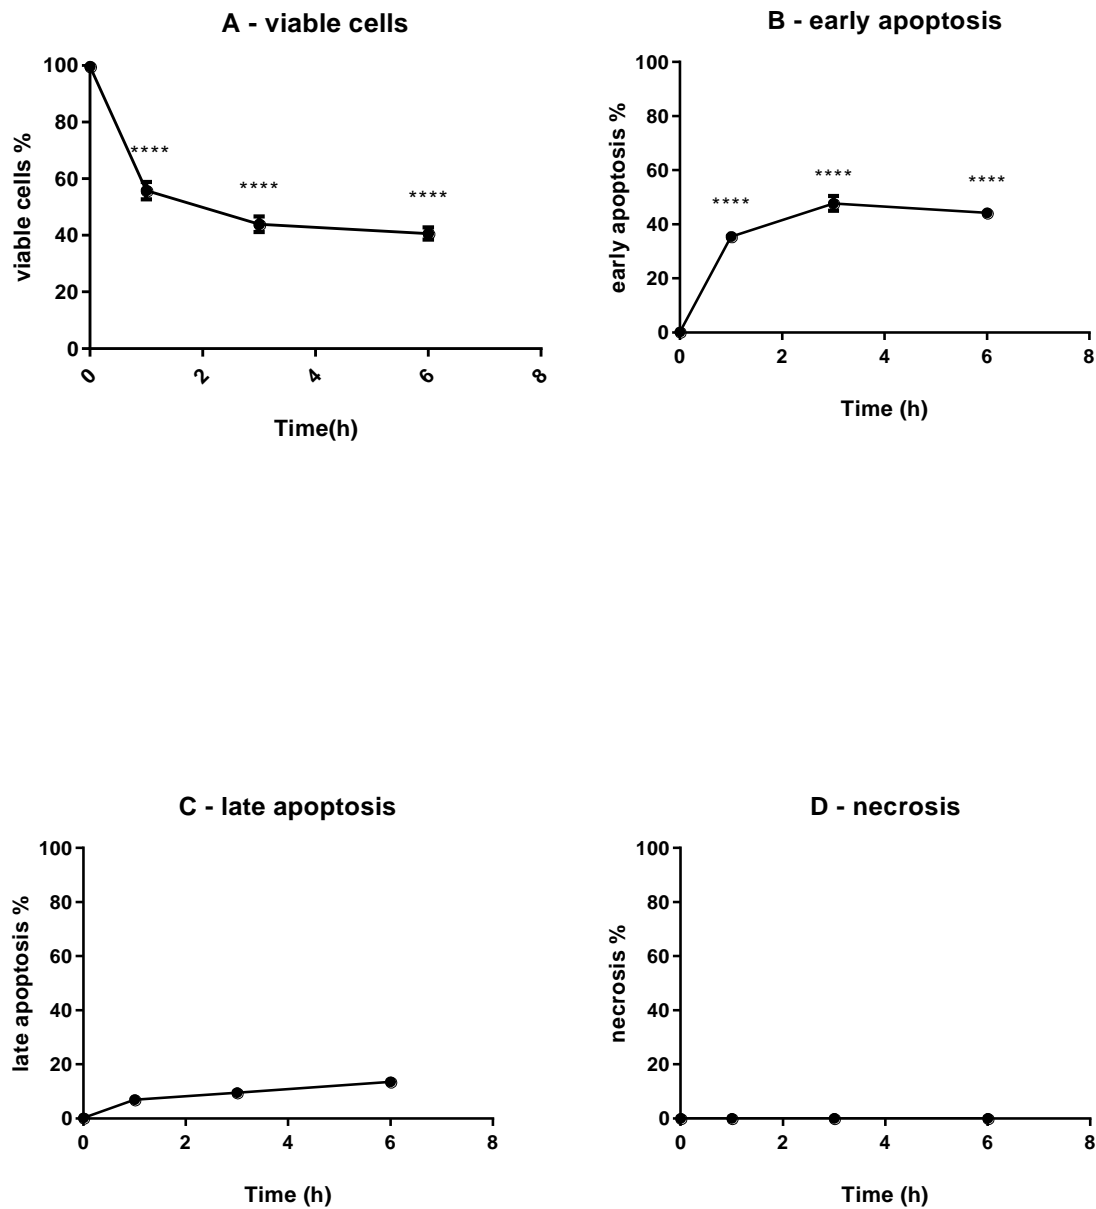 A - viable cells
viable cells %
100
80
60
40
20
0
****
****
****
0 2 4 6 8
Time(h)
B - early apoptosis
early apoptosis %
100
80
60
40
20
0
****
****
****
0 2 4 6 8
Time (h)
C - late apoptosis
late apoptosis %
100
80
60
40
20
0
0 2 4 6 8
Time (h)
D - necrosis
necrosis %
100
80
60
40
20
0
0 2 4 6 8
Time (h)